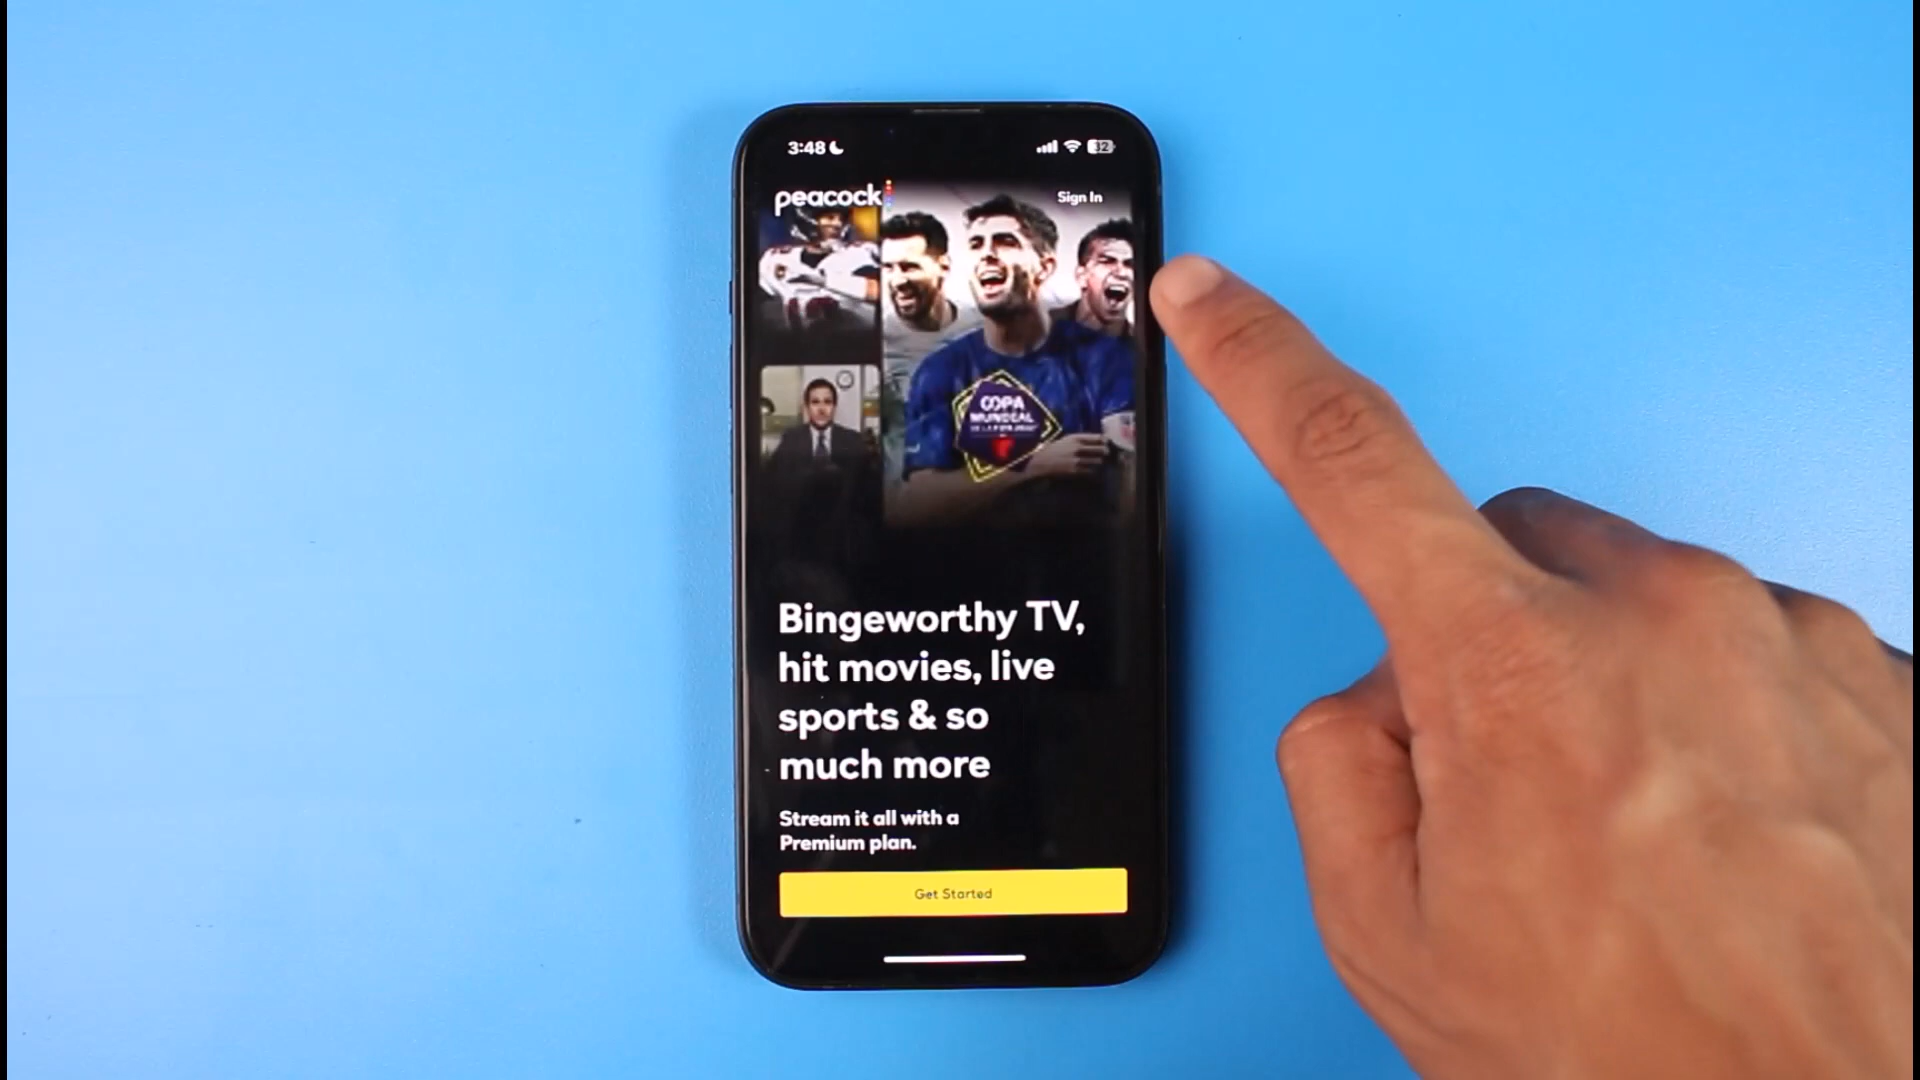 3:48
32
peacock
Sign In
COPA
MUNDIAL
Bingeworthy TV,
hit movies, live
sports & so
much more
Stream it all with a
Premium plan.
Get Started